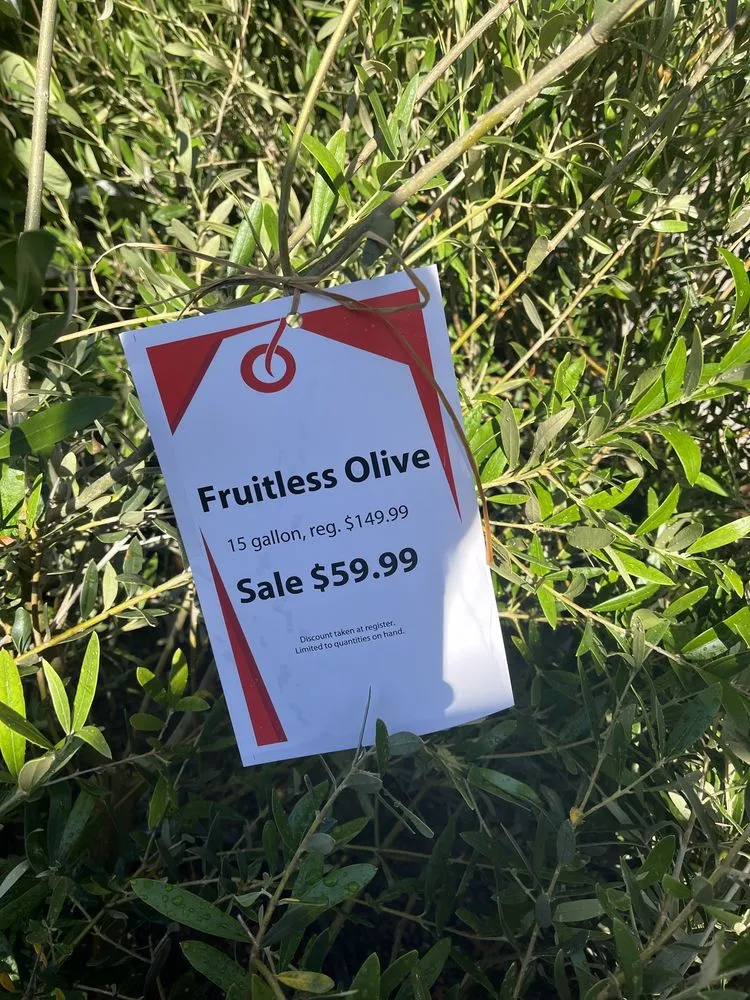 Fruitless Olive
15 gallon, reg. $149.99
Sale $59.99
Discount taken at register.
Limited to quantities on hand.